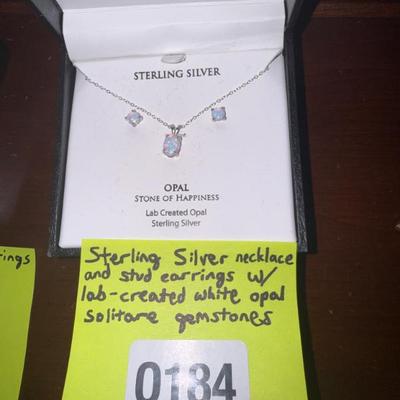 STERLING SILVER
OPAL
STONE OF HAPPINESS
Lab Created Opal
Sterling Silver
rings
Sterling Silver necklace
and stud earrings w/
lab-created white opal
solitare gemstones
0184